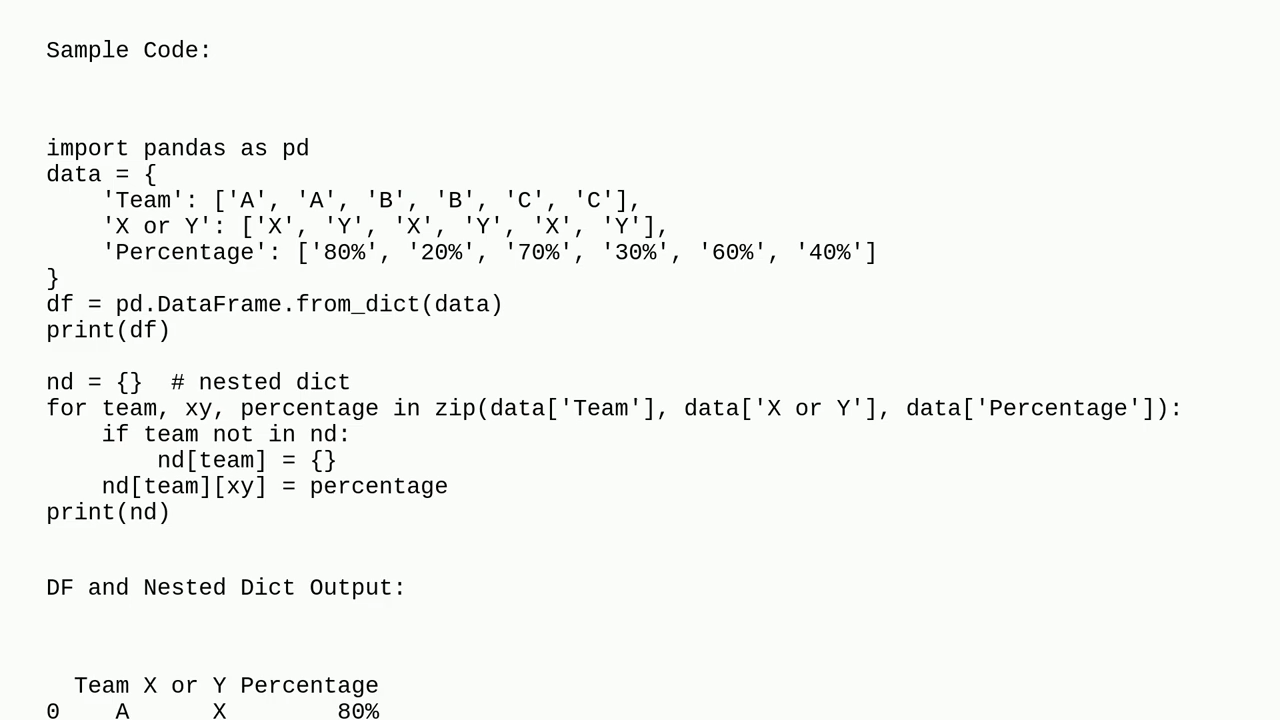 Sample Code:
import pandas as pd
data = {
    'Team': ['A', 'A', 'B', 'B', 'C', 'C'],
    'X or Y': ['X', 'Y', 'X', 'Y', 'X', 'Y'],
    'Percentage': ['80%', '20%', '70%', '30%', '60%', '40%']
}
df = pd.DataFrame.from_dict(data)
print(df)
nd = {}  # nested dict
for team, xy, percentage in zip(data['Team'], data['X or Y'], data['Percentage']):
    if team not in nd:
        nd[team] = {}
    nd[team][xy] = percentage
print(nd)
DF and Nested Dict Output:
  Team X or Y Percentage
0    A      X        80%